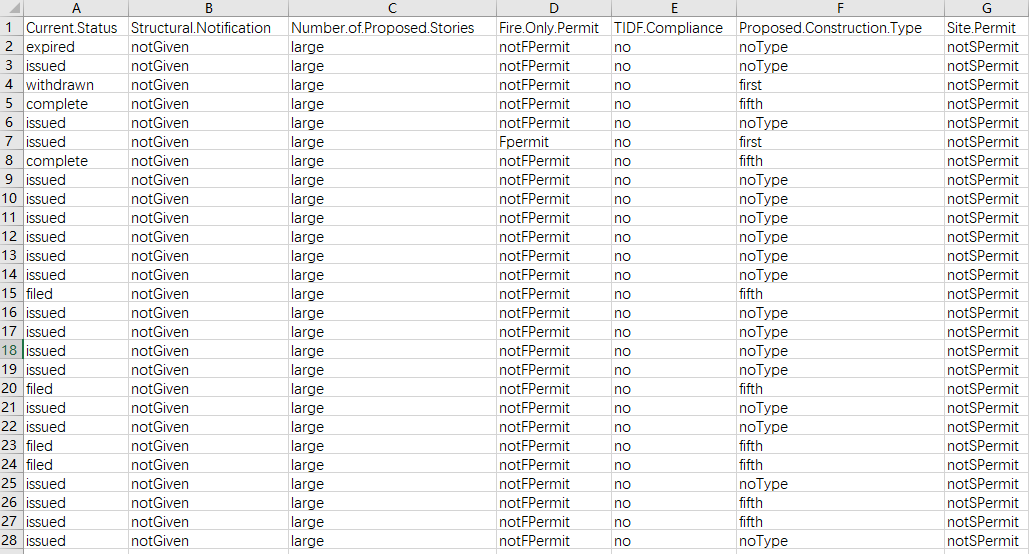 A B C D E F G
1 Current.Status Structural.Notification Number.of.Proposed.Stories Fire.Only.Permit TIDF.Compliance Proposed.Construction.Type Site.Permit
2 expired notGiven large notFPermit no noType notSPermit
3 issued notGiven large notFPermit no noType notSPermit
4 withdrawn notGiven large notFPermit no first notSPermit
5 complete notGiven large notFPermit no fifth notSPermit
6 issued notGiven large notFPermit no noType notSPermit
7 issued notGiven large Fpermit no first notSPermit
8 complete notGiven large notFPermit no fifth notSPermit
9 issued notGiven large notFPermit no noType notSPermit
10 issued notGiven large notFPermit no noType notSPermit
11 issued notGiven large notFPermit no noType notSPermit
12 issued notGiven large notFPermit no noType notSPermit
13 issued notGiven large notFPermit no noType notSPermit
14 issued notGiven large notFPermit no noType notSPermit
15 filed notGiven large notFPermit no fifth notSPermit
16 issued notGiven large notFPermit no noType notSPermit
17 issued notGiven large notFPermit no noType notSPermit
18 issued notGiven large notFPermit no noType notSPermit
19 issued notGiven large notFPermit no noType notSPermit
20 filed notGiven large notFPermit no fifth notSPermit
21 issued notGiven large notFPermit no noType notSPermit
22 issued notGiven large notFPermit no noType notSPermit
23 filed notGiven large notFPermit no fifth notSPermit
24 filed notGiven large notFPermit no fifth notSPermit
25 issued notGiven large notFPermit no noType notSPermit
26 issued notGiven large notFPermit no fifth notSPermit
27 issued notGiven large notFPermit no fifth notSPermit
28 issued notGiven large notFPermit no noType notSPermit